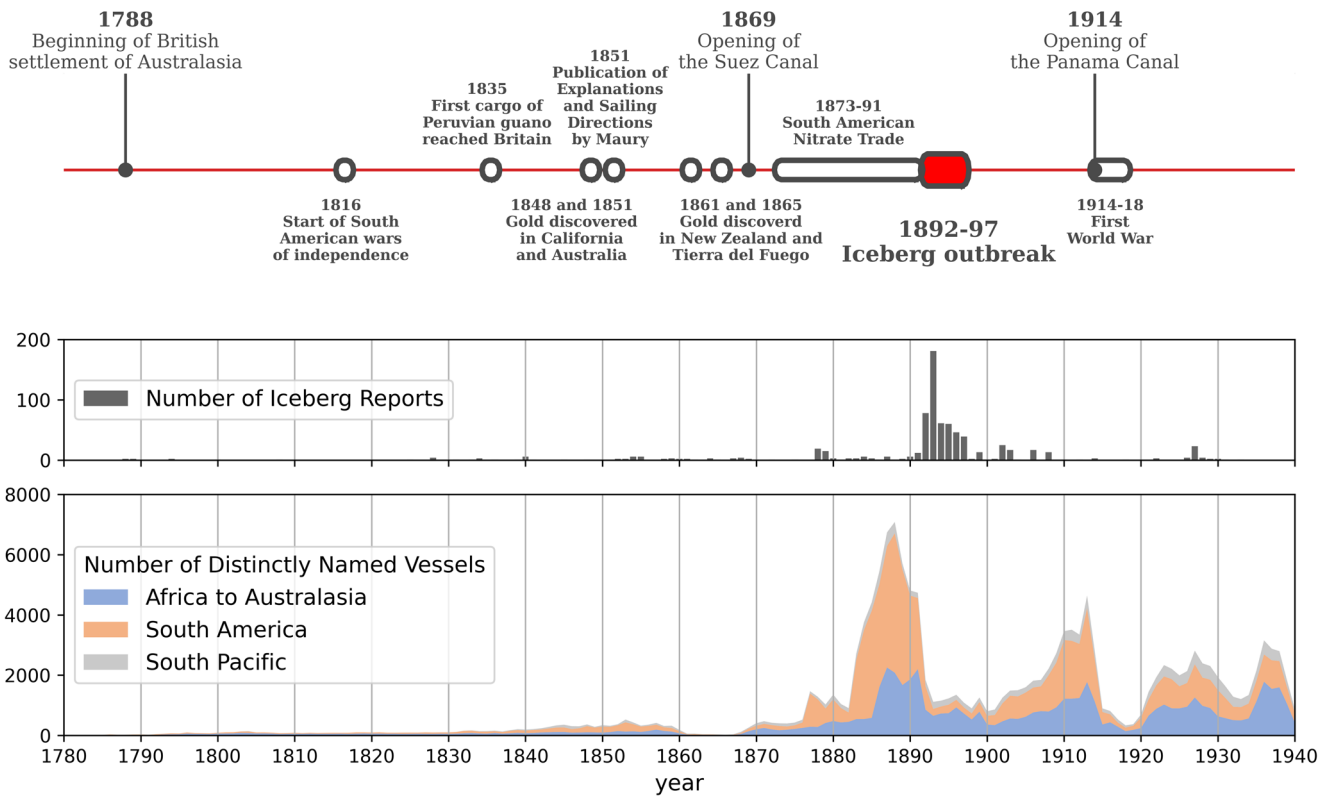 1788
Beginning of British
settlement of Australasia
1869
Opening of
the Suez Canal
1914
Opening of
the Panama Canal
1835
First cargo of
Peruvian guano
reached Britain
1851
Publication of
Explanations
and Sailing
Directions
by Maury
1873-91
South American
Nitrate Trade
1816
Start of South
American wars
of independence
1848 and 1851
Gold discovered
in California
and Australia
1861 and 1865
Gold discoverd
in New Zealand and
Tierra del Fuego
1892-97
Iceberg outbreak
1914-18
First
World War
200
100
0
Number of Iceberg Reports
8000
6000
4000
2000
0
Number of Distinctly Named Vessels
Africa to Australasia
South America
South Pacific
1780 1790 1800 1810 1820 1830 1840 1850 1860 1870 1880 1890 1900 1910 1920 1930 1940
year